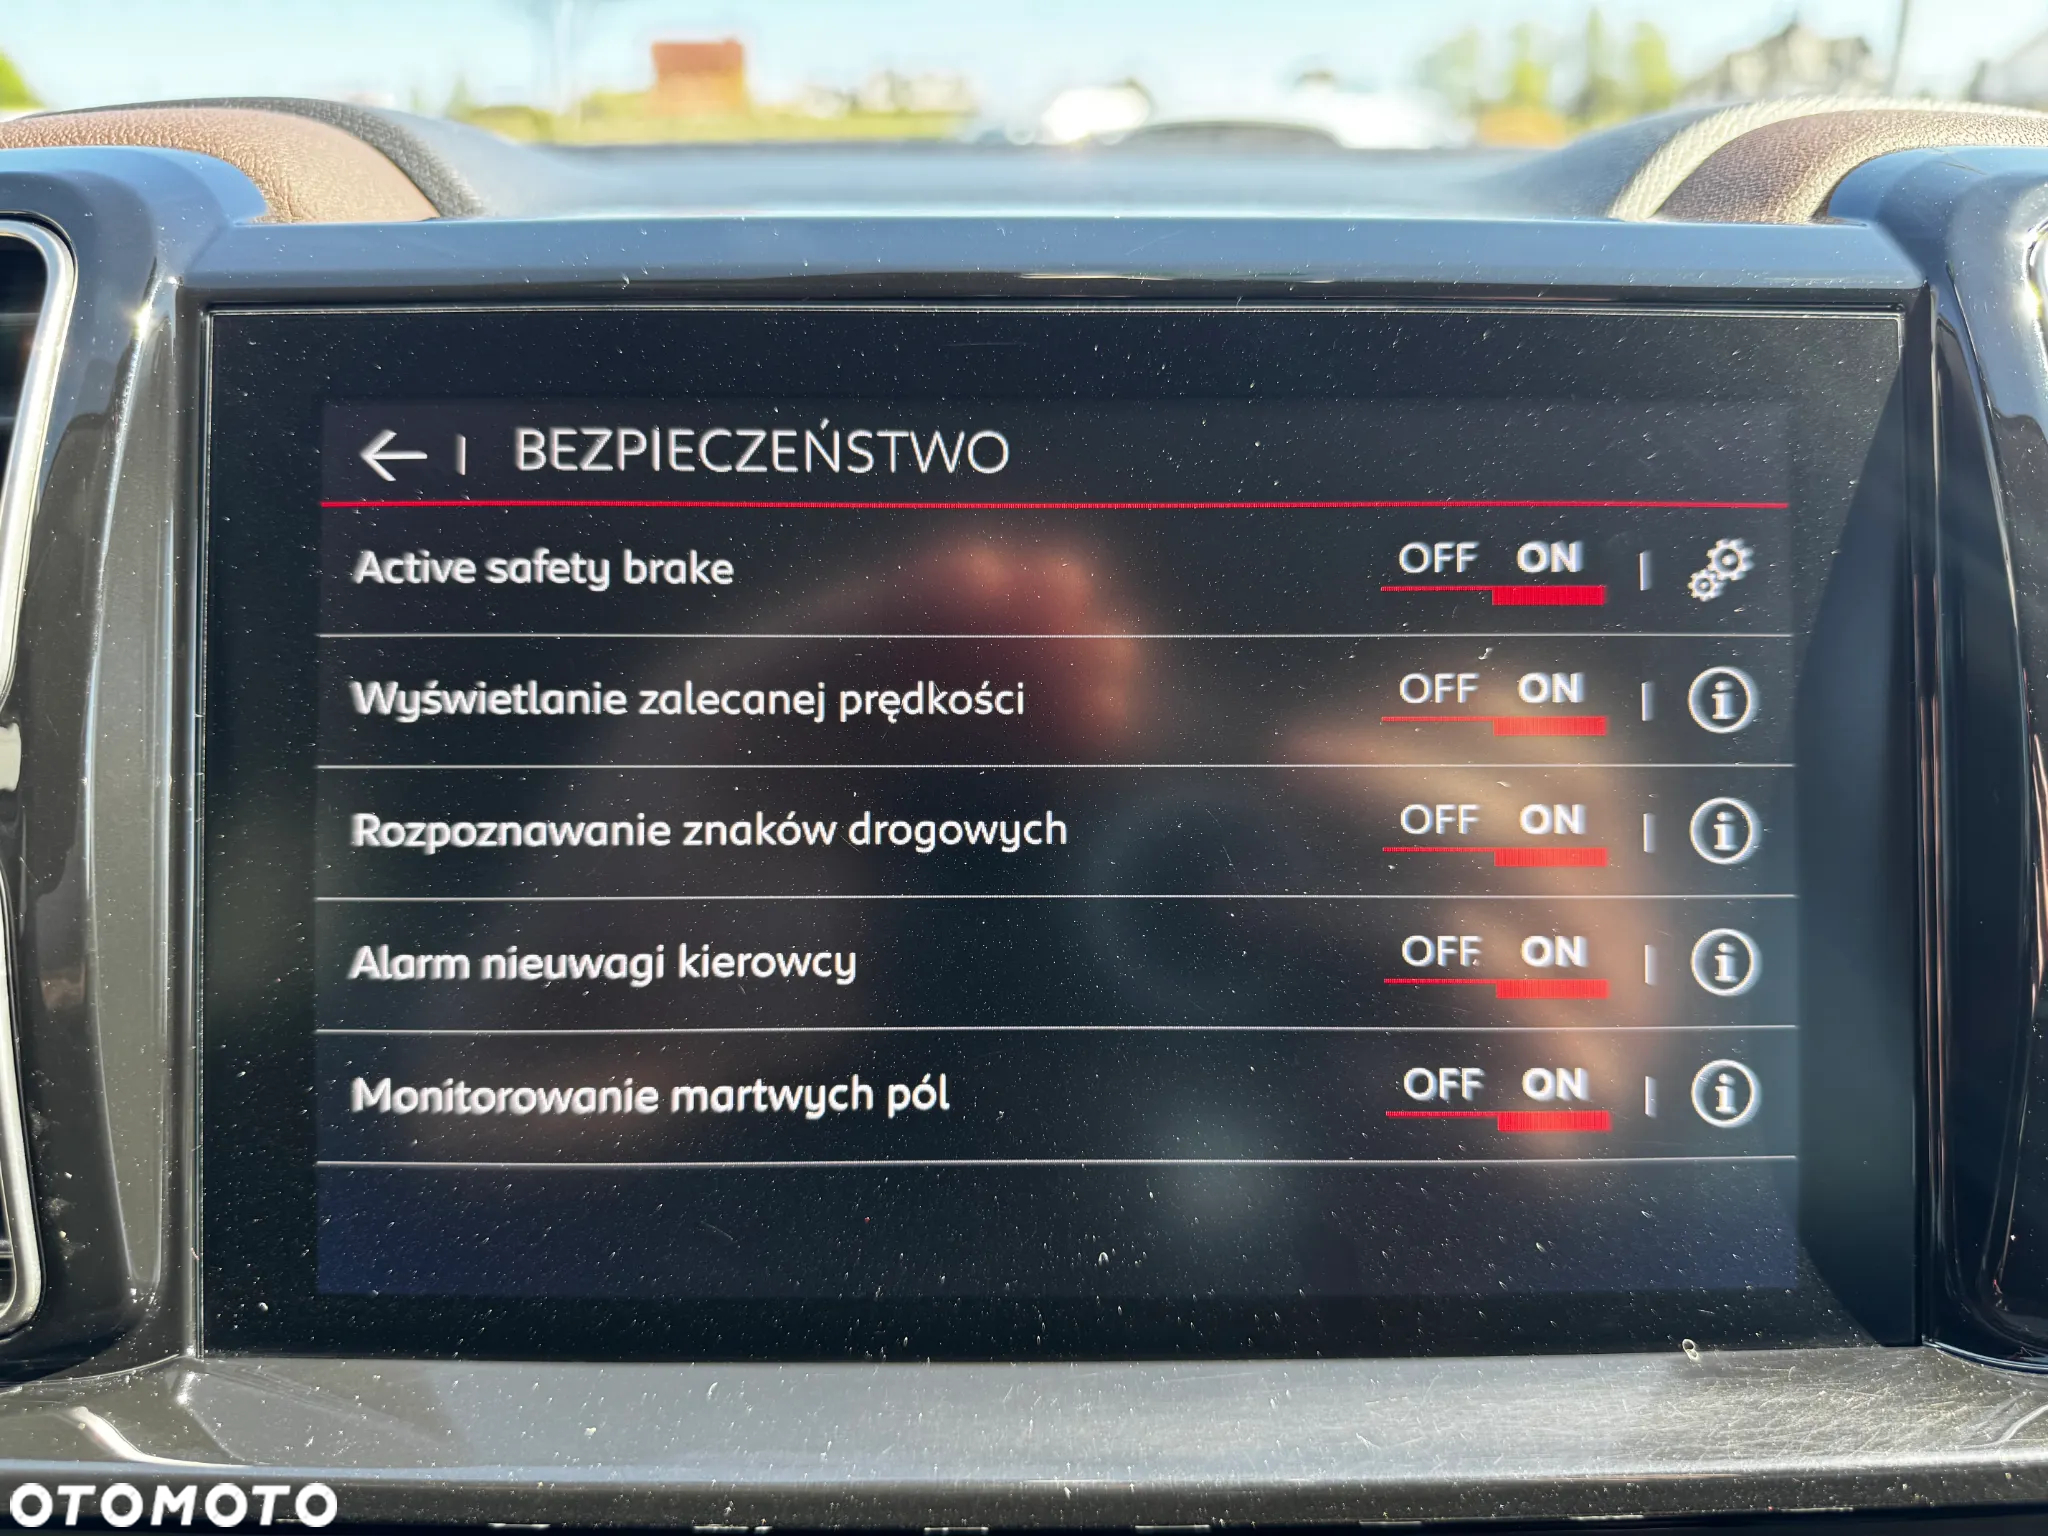 BEZPIECZEŃSTWO
Active safety brake OFF ON
Wyświetlanie zalecanej prędkości OFF ON
Rozpoznawanie znaków drogowych OFF ON
Alarm nieuwagi kierowcy OFF ON
Monitorowanie martwych pól OFF ON
OTOMOTO